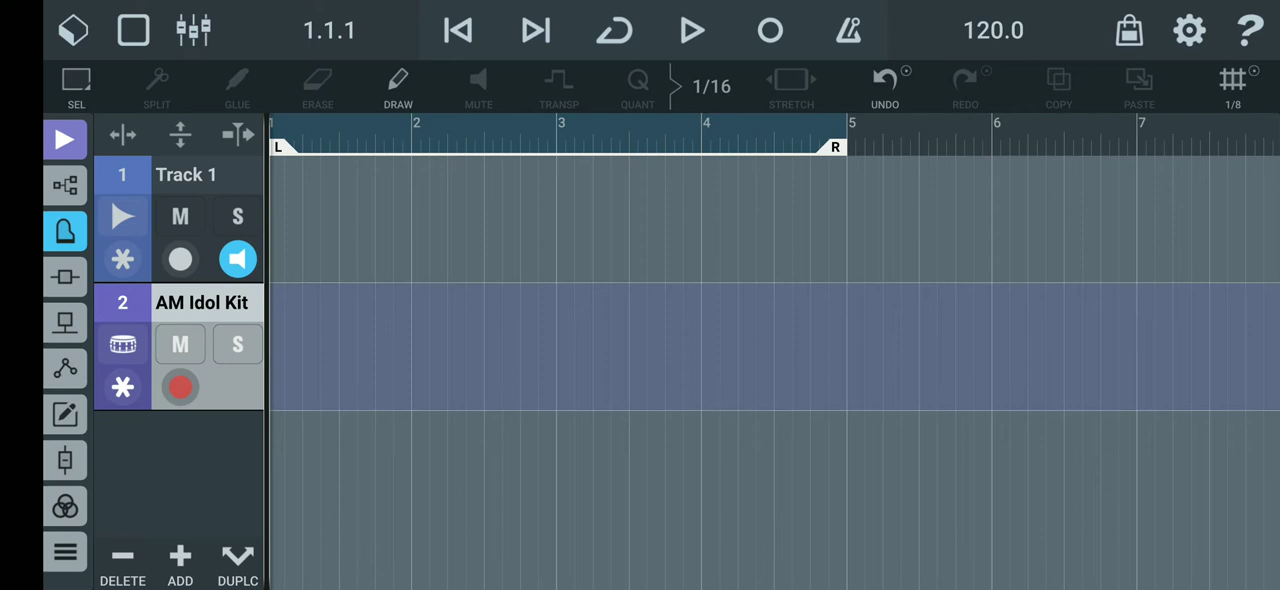 1.1.1 120.0 ?
SEL SPLIT GLUE ERASE DRAW MUTE TRANSP Q QUANT 1/16 STRETCH UNDO REDO COPY PASTE 1/8
1 2 3 4 5 6 7
L R
1 Track 1
M S
2 AM Idol Kit
M S
DELETE ADD DUPLC